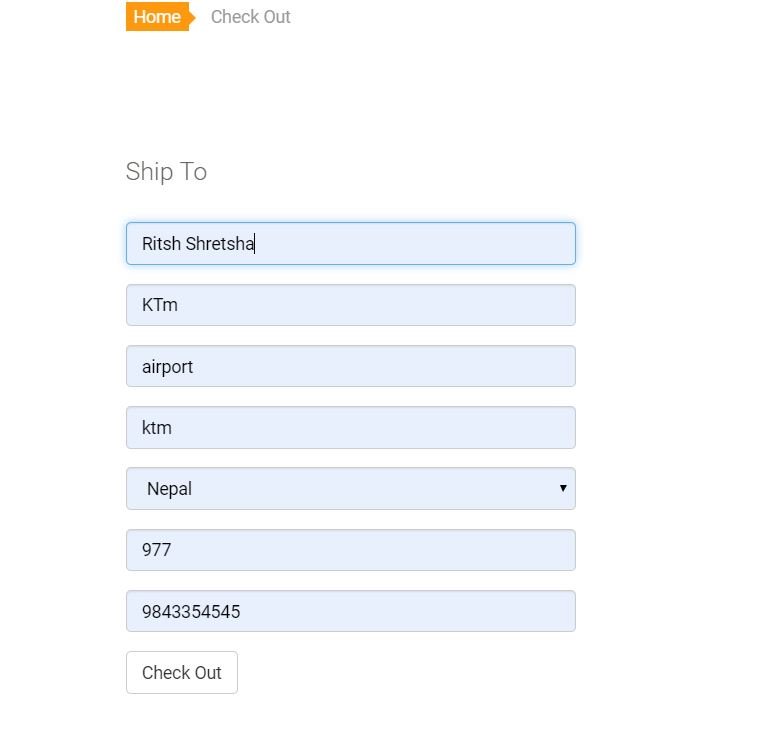 Home Check Out
Ship To
Ritsh Shretsha
KTm
airport
ktm
Nepal
977
9843354545
Check Out